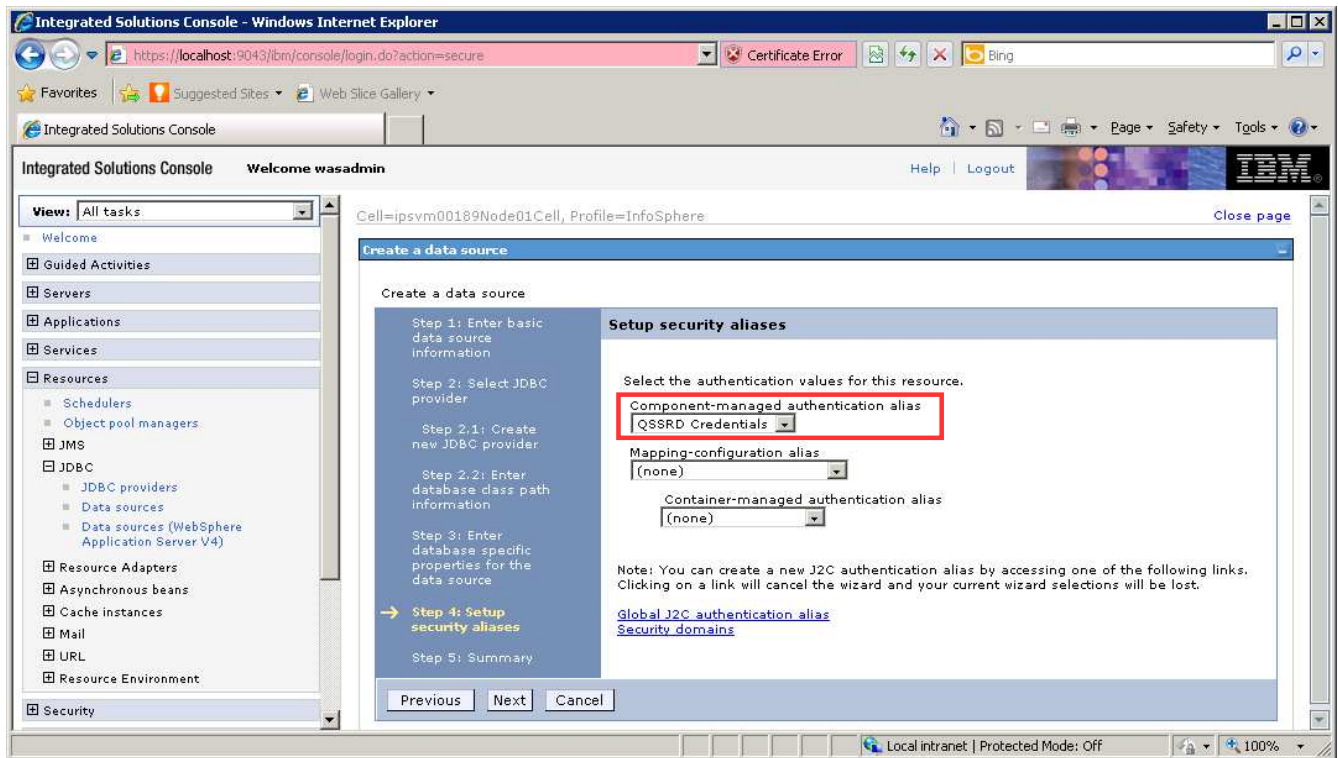 Integrated Solutions Console - Windows Internet Explorer
https://localhost:9043/ibm/console/login.do?action=secure
Certificate Error
Bing
Favorites
Suggested Sites
Web Slice Gallery
Integrated Solutions Console
Page
Safety
Tools
Integrated Solutions Console
Welcome wasadmin
Help | Logout
IBM®
View: All tasks
Welcome
Guided Activities
Servers
Applications
Services
Resources
Schedulers
Object pool managers
JMS
JDBC
JDBC providers
Data sources
Data sources (WebSphere
Application Server V4)
Resource Adapters
Asynchronous beans
Cache instances
Mail
URL
Resource Environment
Security
Cell=ipsvm00189Node01Cell, Profile=InfoSphere
Close page
Create a data source
Create a data source
Step 1: Enter basic
data source
information
Step 2: Select JDBC
provider
Step 2.1: Create
new JDBC provider
Step 2.2: Enter
database class path
information
Step 3: Enter
database specific
properties for the
data source
Step 4: Setup
security aliases
Step 5: Summary
Setup security aliases
Select the authentication values for this resource.
Component-managed authentication alias
QSSRD Credentials
Mapping-configuration alias
(none)
Container-managed authentication alias
(none)
Note: You can create a new J2C authentication alias by accessing one of the following links.
Clicking on a link will cancel the wizard and your current wizard selections will be lost.
Global J2C authentication alias
Security domains
Previous
Next
Cancel
Local intranet | Protected Mode: Off
100%